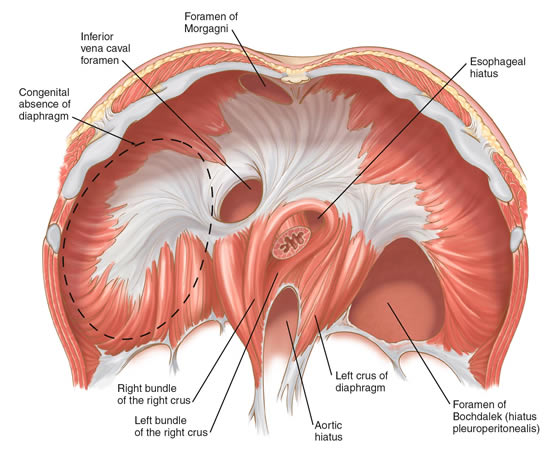 Foramen of
Morgagni
Inferior
vena caval
foramen
Esophageal
hiatus
Congenital
absence of
diaphragm
Right bundle
of the right crus
Left bundle
of the right crus
Aortic
hiatus
Left crus of
diaphragm
Foramen of
Bochdalek (hiatus
pleuroperitonealis)